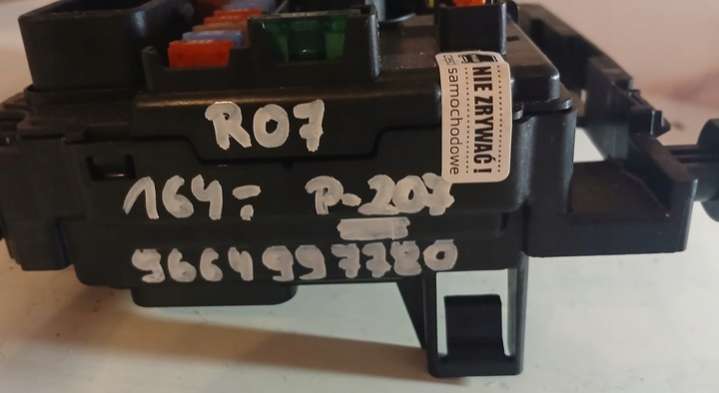 R07
164- P-207
9664997780
NIE ZRYWAĆ!
samochodowe